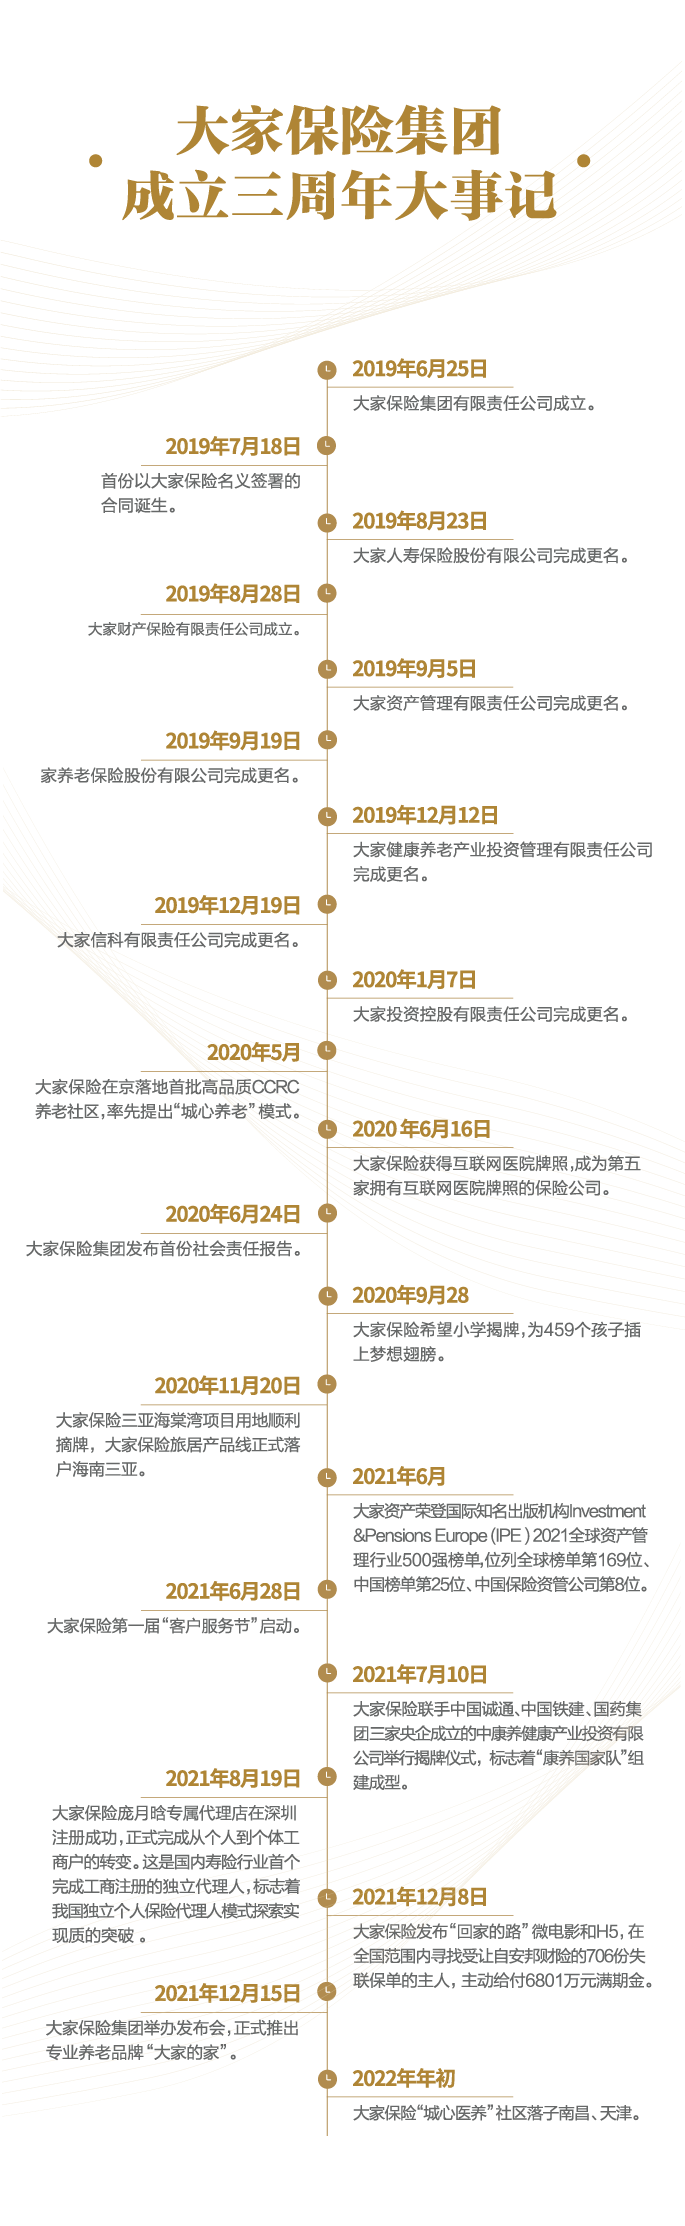 大家保险集团
成立三周年大事记
2019年6月25日
大家保险集团有限责任公司成立。
2019年7月18日
首份以大家保险名义签署的
合同诞生。
2019年8月23日
大家人寿保险股份有限公司完成更名。
2019年8月28日
大家财产保险有限责任公司成立。
2019年9月5日
大家资产管理有限责任公司完成更名。
2019年9月19日
家养老保险股份有限公司完成更名。
2019年12月12日
大家健康养老产业投资管理有限责任公司
完成更名。
2019年12月19日
大家信科有限责任公司完成更名。
2020年1月7日
大家投资控股有限责任公司完成更名。
2020年5月
大家保险在京落地首批高品质CCRC
养老社区,率先提出“城心养老”模式。
2020年6月16日
大家保险获得互联网医院牌照,成为第五
家拥有互联网医院牌照的保险公司。
2020年6月24日
大家保险集团发布首份社会责任报告。
2020年9月28
大家保险希望小学揭牌,为459个孩子插
上梦想翅膀。
2020年11月20日
大家保险三亚海棠湾项目用地顺利
摘牌，大家保险旅居产品线正式落
户海南三亚。
2021年6月
大家资产荣登国际知名出版机构Investment
&Pensions Europe (IPE ) 2021全球资产管
理行业500强榜单,位列全球榜单第169位、
中国榜单第25位、中国保险资管公司第8位。
2021年6月28日
大家保险第一届“客户服务节”启动。
2021年7月10日
大家保险联手中国诚通、中国铁建、国药集
团三家央企成立的中康养健康产业投资有限
公司举行揭牌仪式，标志着“康养国家队”组
建成型。
2021年8月19日
大家保险庞月晗专属代理店在深圳
注册成功,正式完成从个人到个体工
商户的转变。这是国内寿险行业首个
完成工商注册的独立代理人,标志着
我国独立个人保险代理人模式探索实
现质的突破 。
2021年12月8日
大家保险发布“回家的路”微电影和H5，在
全国范围内寻找受让自安邦财险的706份失
联保单的主人，主动给付6801万元满期金。
2021年12月15日
大家保险集团举办发布会,正式推出
专业养老品牌“大家的家”。
2022年年初
大家保险“城心医养”社区落子南昌、天津。